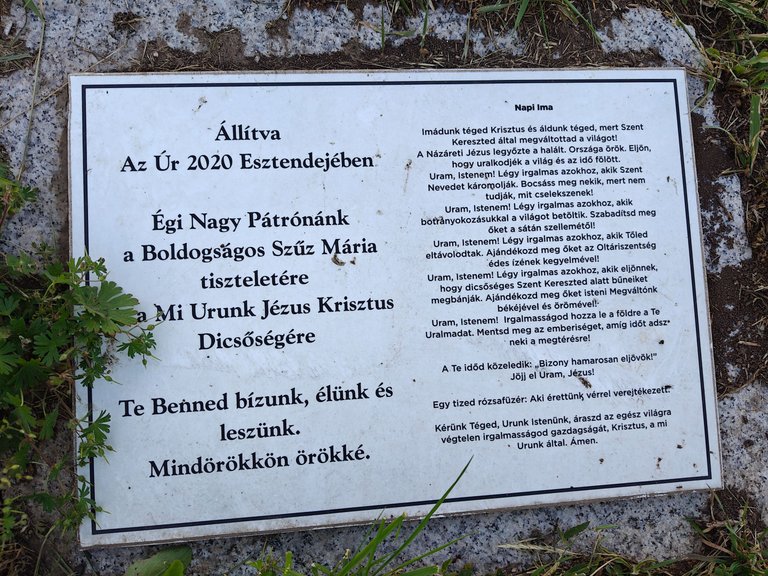 Állítva
Az Úr 2020 Esztendejében
Égi Nagy Pátrónánk
a Boldogságos Szűz Mária
tiszteletére
a Mi Urunk Jézus Krisztus
Dicsőségére
Te Benned bízunk, élünk és
leszünk.
Mindörökkön örökké.
Napi Ima
Imádunk téged Krisztus és áldunk téged, mert Szent
Kereszted által megváltottad a világot!
A Názáreti Jézus legyőzte a halált. Országa örök. Eljön,
hogy uralkodjék a világ és az idő fölött.
Uram, Istenem! Légy irgalmas azokhoz, akik Szent
Nevedet káromolják. Bocsáss meg nekik, mert nem
tudják, mit cselekszenek!
Uram, Istenem! Légy irgalmas azokhoz, akik
botrányokozásukkal a világot betöltik. Szabadítsd meg
őket a sátán szellemétől!
Uram, Istenem! Légy irgalmas azokhoz, akik Tőled
eltávolodtak. Ajándékozd meg őket az Oltáriszentség
édes ízének kegyelmével!
Uram, Istenem! Légy irgalmas azokhoz, akik eljönnek,
hogy dicsőséges Szent Kereszted alatt bűneiket
megbánják. Ajándékozd meg őket isteni Megváltónk
békéjével és örömével!
Uram, Istenem! Irgalmasságod hozza le a földre a Te
Uralmadat. Mentsd meg az emberiséget, amíg időt adsz
neki a megtérésre!
A Te időd közeledik: „Bizony hamarosan eljövök!"
Jöjj el Uram, Jézus!
Egy tized rózsafüzér: Aki érettünk vérrel verejtékezett.
Kérünk Téged, Urunk Istenünk, áraszd az egész világra
végtelen irgalmasságod gazdagságát, Krisztus, a mi
Urunk által. Ámen.